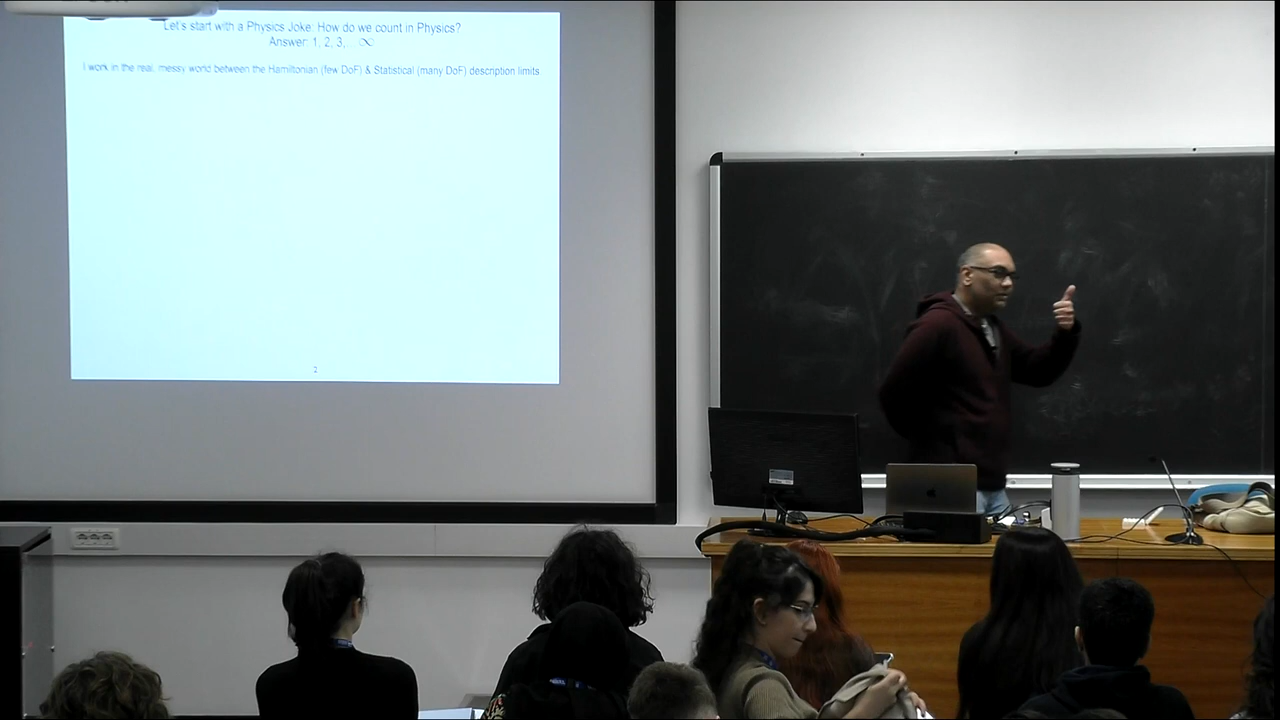 Let's start with a Physics Joke: How do we count in Physics?
Answer: 1, 2, 3,... ∞
I work in the real, messy world between the Hamiltonian (few DoF) & Statistical (many DoF) description limits
2